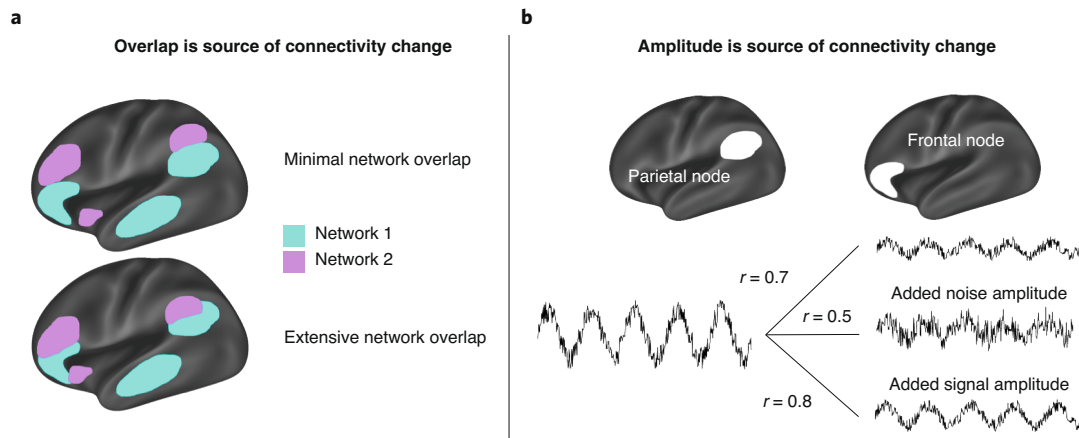 a
Overlap is source of connectivity change
Minimal network overlap
Network 1
Network 2
Extensive network overlap
b
Amplitude is source of connectivity change
Parietal node
Frontal node
r = 0.7
Added noise amplitude
r = 0.5
Added signal amplitude
r = 0.8